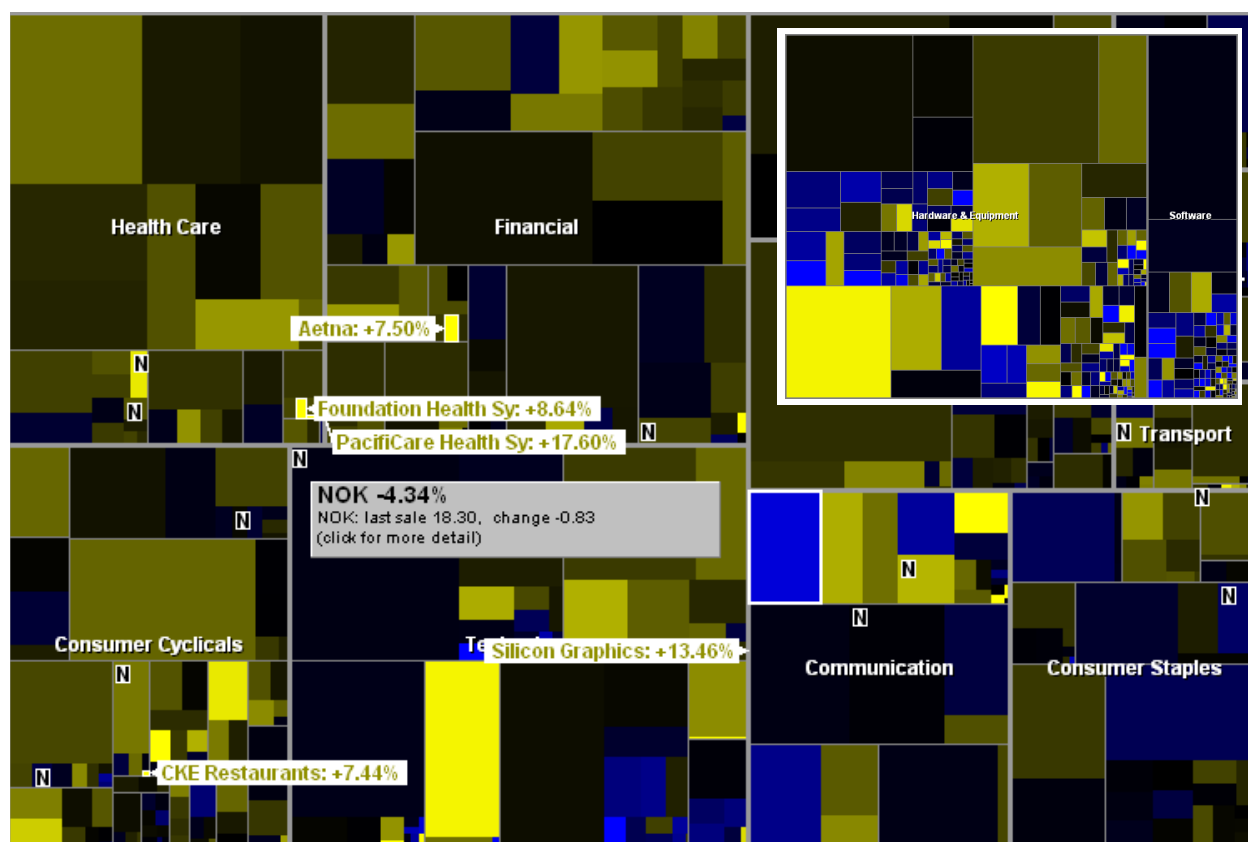 Hardware & Equipment
Software
Health Care
Financial
Aetna: +7.50%
N
N
Foundation Health Sy: +8.64%
PacifiCare Health Sy: +17.60%
N
N
Transport
N
NOK -4.34%
NOK: last sale 18.30, change -0.83
(click for more detail)
N
N
N
N
N
Consumer Cyclicals
Te
Silicon Graphics: +13.46%
Communication
Consumer Staples
N
CKE Restaurants: +7.44%
N